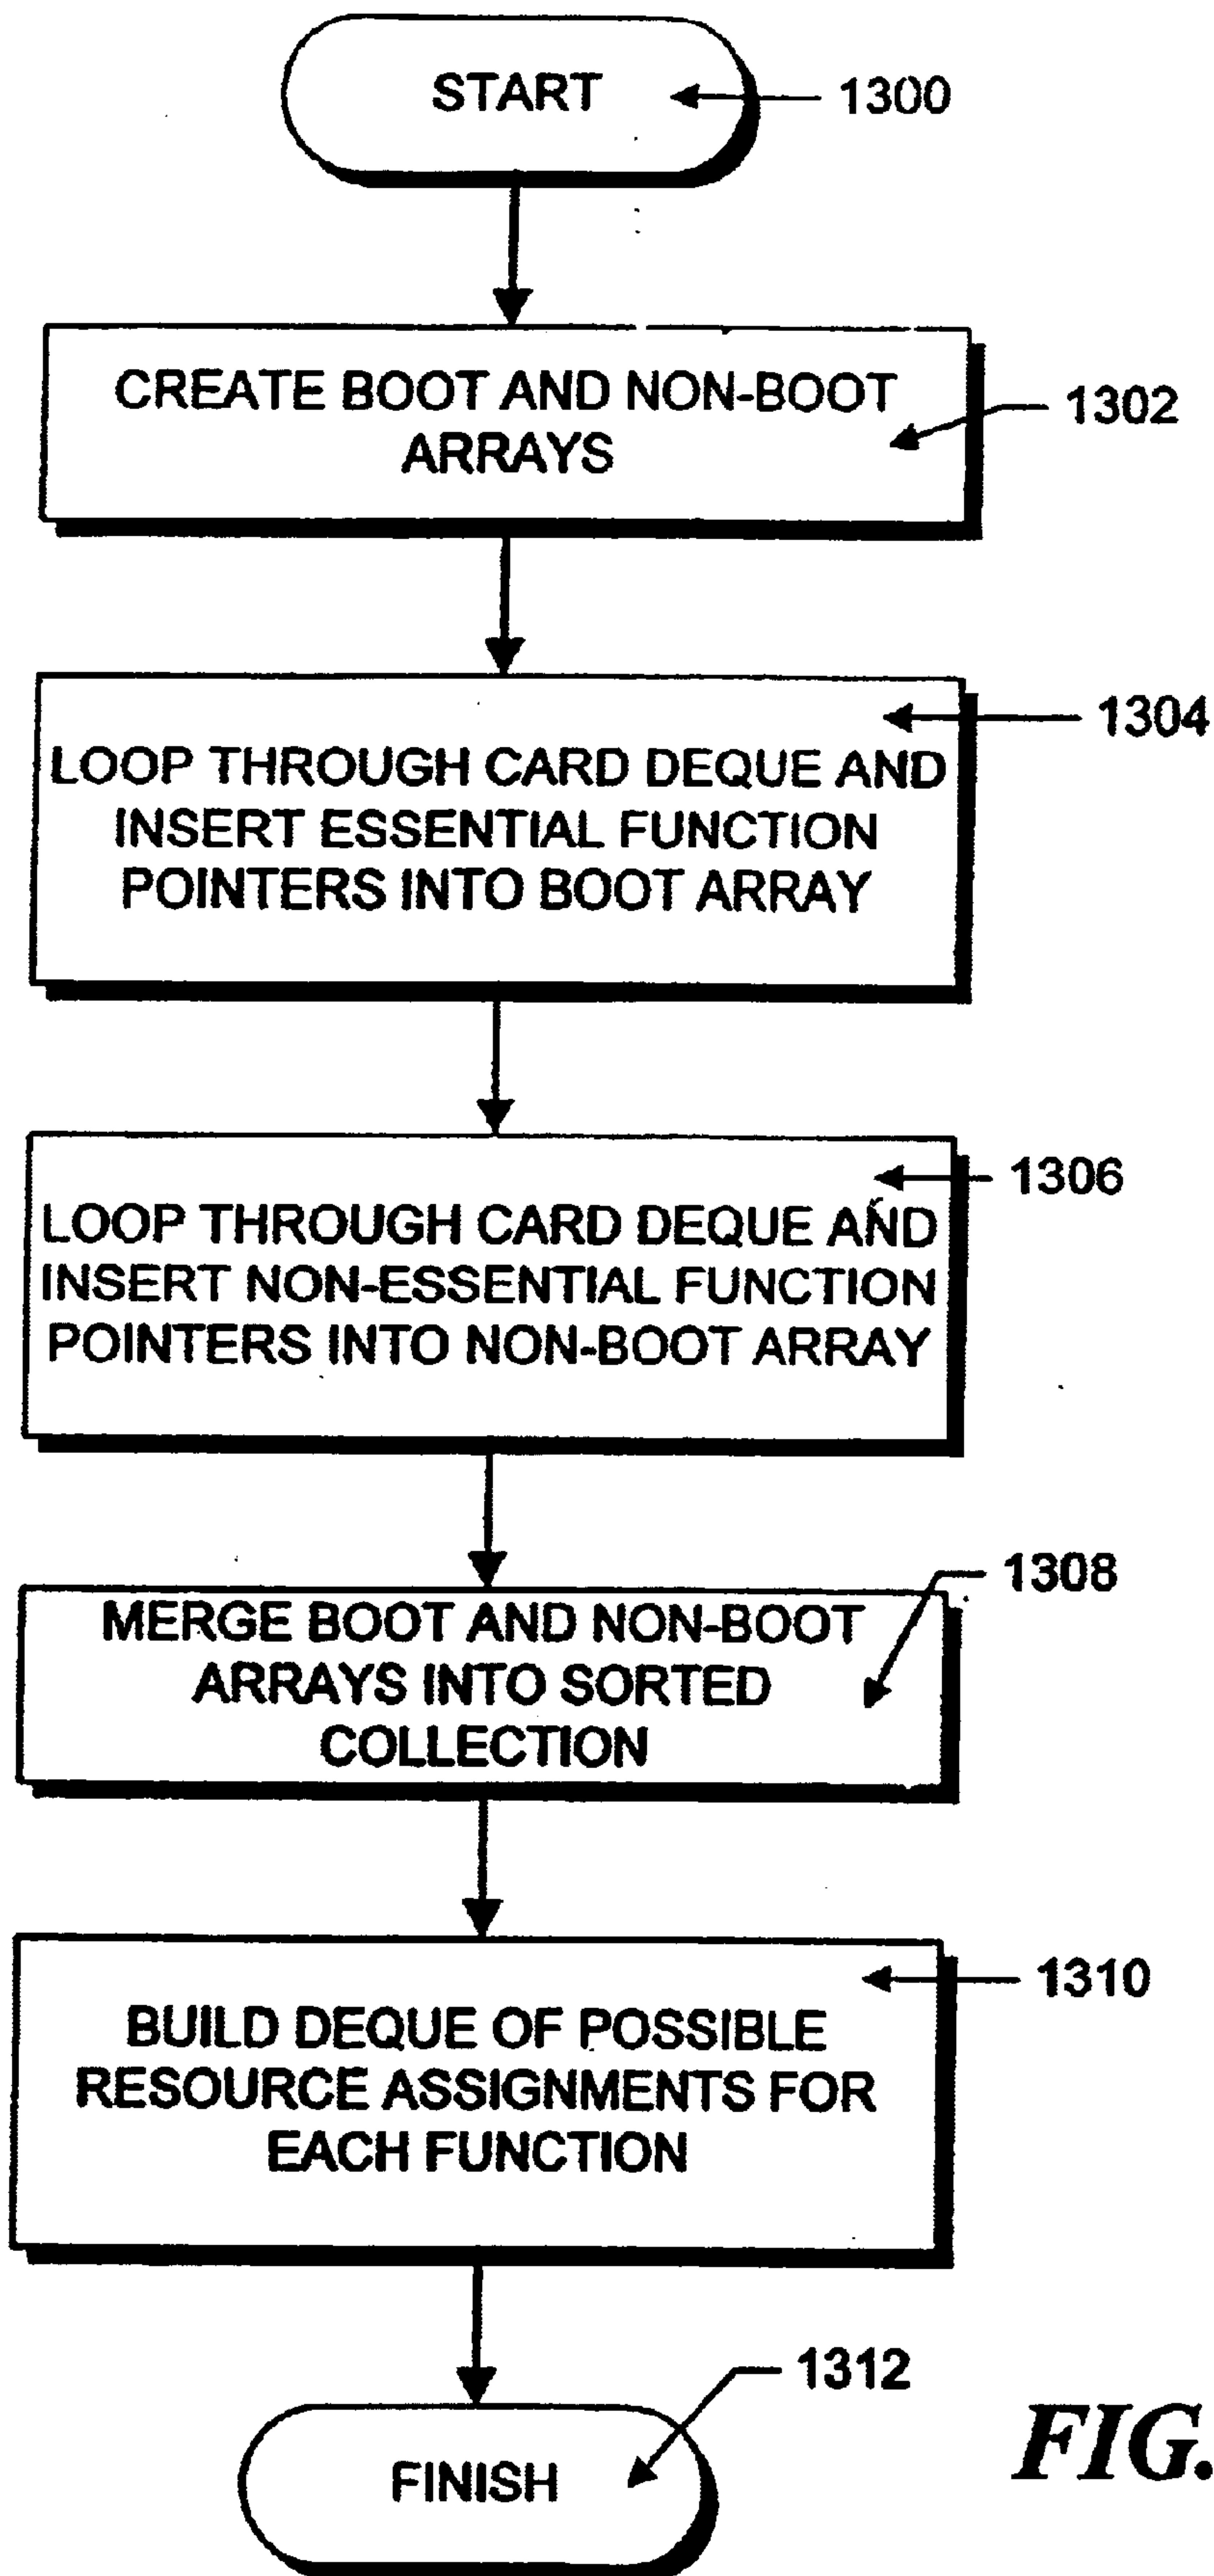 START
1300
CREATE BOOT AND NON-BOOT
ARRAYS
1302
1304
LOOP THROUGH CARD DEQUE AND
INSERT ESSENTIAL FUNCTION
POINTERS INTO BOOT ARRAY
1306
LOOP THROUGH CARD DEQUE AND
INSERT NON-ESSENTIAL FUNCTION
POINTERS INTO NON-BOOT ARRAY
1308
MERGE BOOT AND NON-BOOT
ARRAYS INTO SORTED
COLLECTION
1310
BUILD DEQUE OF POSSIBLE
RESOURCE ASSIGNMENTS FOR
EACH FUNCTION
1312
FINISH
FIG.